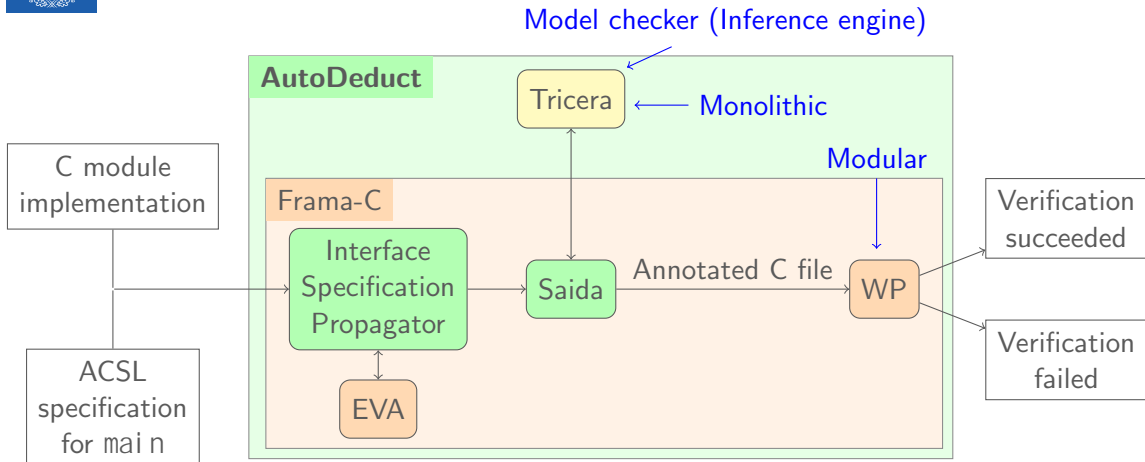 Model checker (Inference engine)
AutoDeduct
Tricera
Monolithic
C module
implementation
Modular
Frama-C
Verification
succeeded
Interface
Specification
Propagator
Saida
Annotated C file
WP
Verification
failed
ACSL
specification
for main
EVA